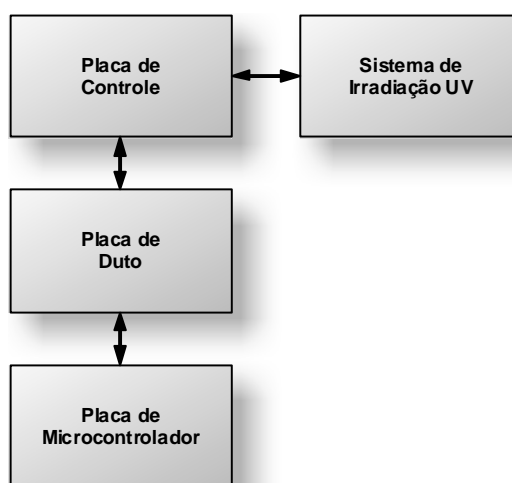 Placa de
Controle
Sistema de
Irradiação UV
Placa de
Duto
Placa de
Microcontrolador